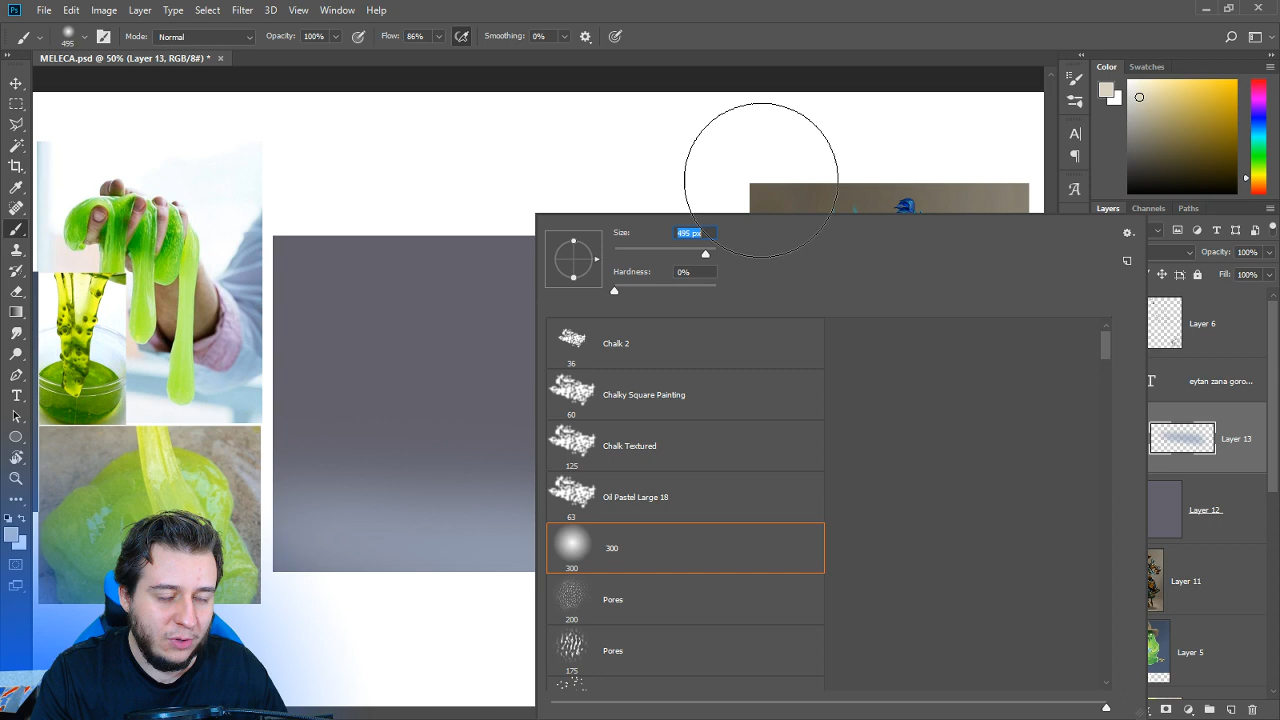 Ps File Edit Image Layer Type Select Filter 3D View Window Help
495 Mode: Normal Opacity: 100% Flow: 86% Smoothing: 0%
MELECA.psd @ 50% (Layer 13, RGB/8#) * ×
Color Swatches
Layers Channels Paths
Opacity: 100%
Fill: 100%
Size: 495 px
Hardness: 0%
Chalk 2
36
Chalky Square Painting
60
Chalk Textured
125
Oil Pastel Large 18
63
300
300
Pores
200
Pores
175
Layer 6
T eytan zana goro...
Layer 13
Layer 12
Layer 11
Layer 5